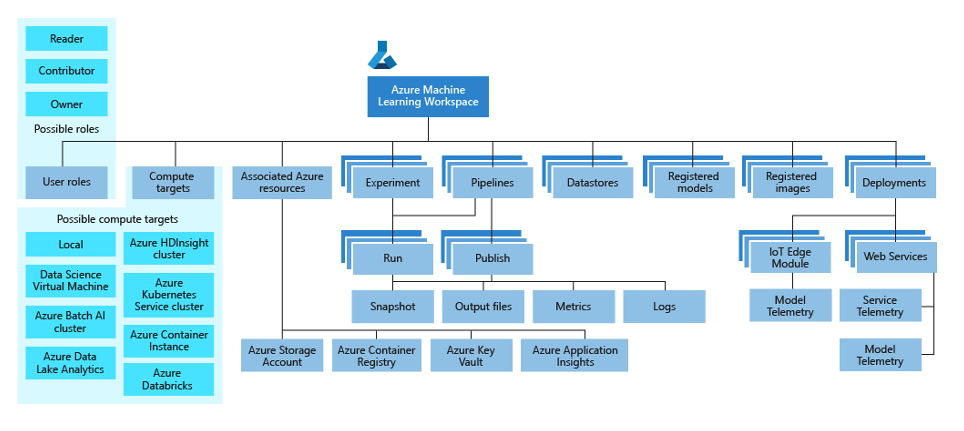 Reader
Contributor
Owner
Possible roles
Azure Machine
Learning Workspace
User roles
Compute
targets
Associated Azure
resources
Experiment
Pipelines
Datastores
Registered
models
Registered
images
Deployments
Possible compute targets
Local
Azure HDInsight
cluster
Data Science
Virtual Machine
Azure
Kubernetes
Service cluster
Azure Batch AI
cluster
Azure Container
Instance
Azure Data
Lake Analytics
Azure
Databricks
Run
Publish
IoT Edge
Module
Web Services
Snapshot
Output files
Metrics
Logs
Model
Telemetry
Service
Telemetry
Azure Storage
Account
Azure Container
Registry
Azure Key
Vault
Azure Application
Insights
Model
Telemetry